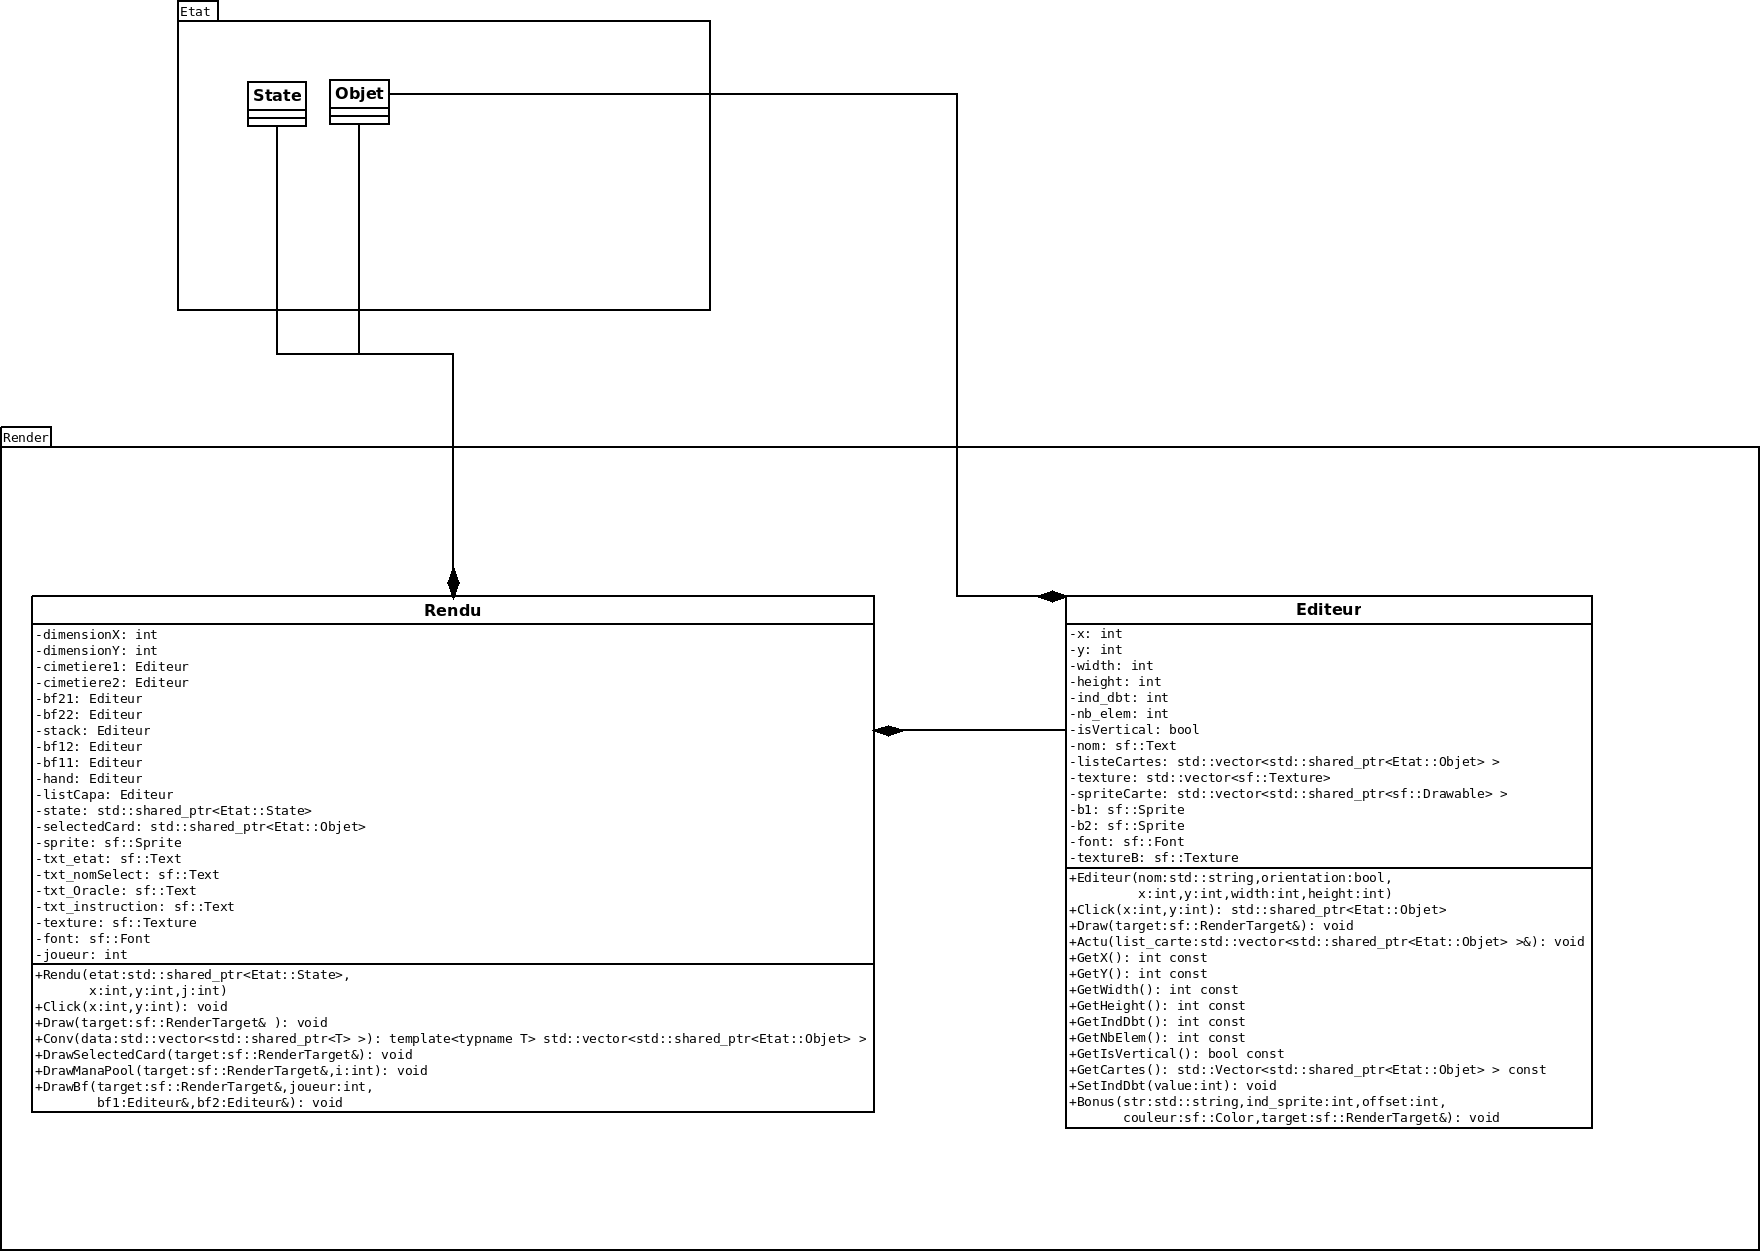 Etat
State
Objet
Render
Rendu
-dimensionX: int
-dimensionY: int
-cimetiere1: Editeur
-cimetiere2: Editeur
-bf21: Editeur
-bf22: Editeur
-stack: Editeur
-bf12: Editeur
-bf11: Editeur
-hand: Editeur
-listCapa: Editeur
-state: std::shared_ptr<Etat::State>
-selectedCard: std::shared_ptr<Etat::Objet>
-sprite: sf::Sprite
-txt_etat: sf::Text
-txt_nomSelect: sf::Text
-txt_Oracle: sf::Text
-txt_instruction: sf::Text
-texture: sf::Texture
-font: sf::Font
-joueur: int
+Rendu(etat:std::shared_ptr<Etat::State>,
x:int,y:int,j:int)
+Click(x:int,y:int): void
+Draw(target:sf::RenderTarget& ): void
+Conv(data:std::vector<std::shared_ptr<T> >): template<typname T> std::vector<std::shared_ptr<Etat::Objet> >
+DrawSelectedCard(target:sf::RenderTarget&): void
+DrawManaPool(target:sf::RenderTarget&,i:int): void
+DrawBf(target:sf::RenderTarget&,joueur:int,
bf1:Editeur&,bf2:Editeur&): void
Editeur
-x: int
-y: int
-width: int
-height: int
-ind_dbt: int
-nb_elem: int
-isVertical: bool
-nom: sf::Text
-listeCartes: std::vector<std::shared_ptr<Etat::Objet> >
-texture: std::vector<sf::Texture>
-spriteCarte: std::vector<std::shared_ptr<sf::Drawable> >
-b1: sf::Sprite
-b2: sf::Sprite
-font: sf::Font
-textureB: sf::Texture
+Editeur(nom:std::string,orientation:bool,
x:int,y:int,width:int,height:int)
+Click(x:int,y:int): std::shared_ptr<Etat::Objet>
+Draw(target:sf::RenderTarget&): void
+Actu(list_carte:std::vector<std::shared_ptr<Etat::Objet> >&): void
+GetX(): int const
+GetY(): int const
+GetWidth(): int const
+GetHeight(): int const
+GetIndDbt(): int const
+GetNbElem(): int const
+GetIsVertical(): bool const
+GetCartes(): std::Vector<std::shared_ptr<Etat::Objet> > const
+SetIndDbt(value:int): void
+Bonus(str:std::string,ind_sprite:int,offset:int,
couleur:sf::Color,target:sf::RenderTarget&): void